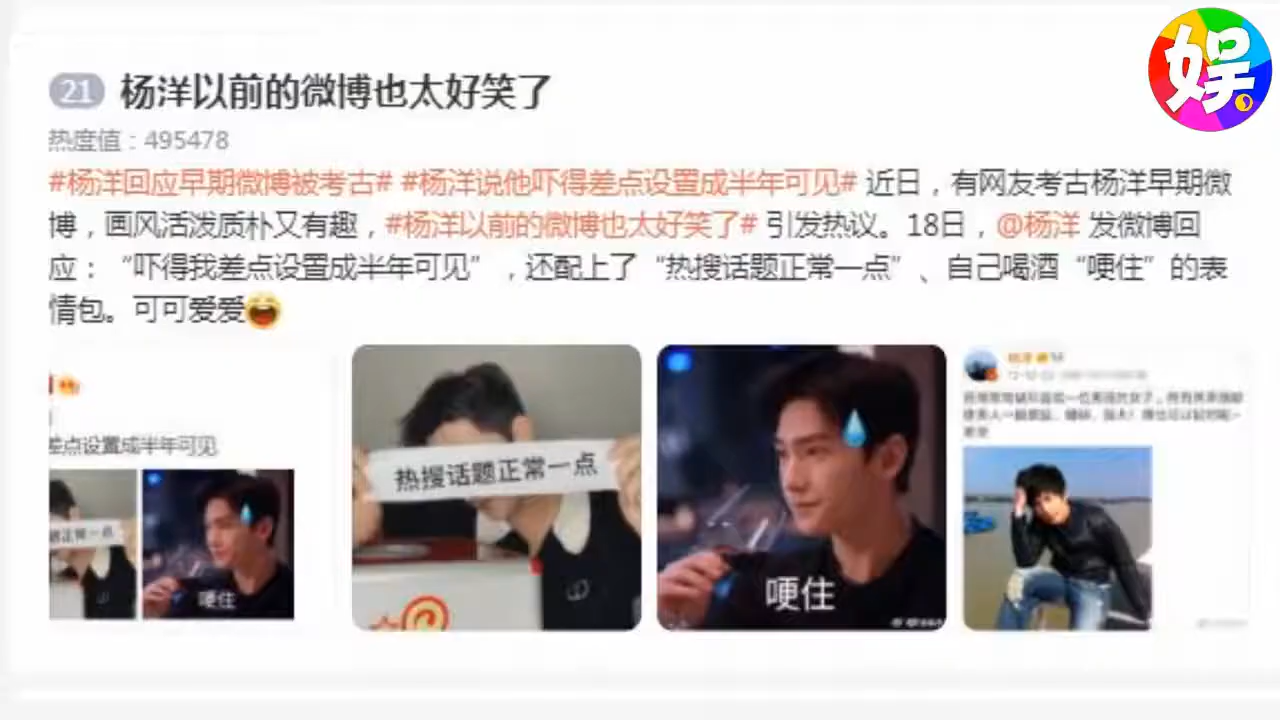 娱
21 杨洋以前的微博也太好笑了
热度值：495478
#杨洋回应早期微博被考古# #杨洋说他吓得差点设置成半年可见# 近日，有网友考古杨洋早期微
博，画风活泼质朴又有趣，#杨洋以前的微博也太好笑了# 引发热议。18日，@杨洋 发微博回
应：“吓得我差点设置成半年可见”，还配上了“热搜话题正常一点”、自己喝酒“哽住”的表
情包。可可爱爱
差点设置成半年可见
哽住
热搜话题正常一点
哽住